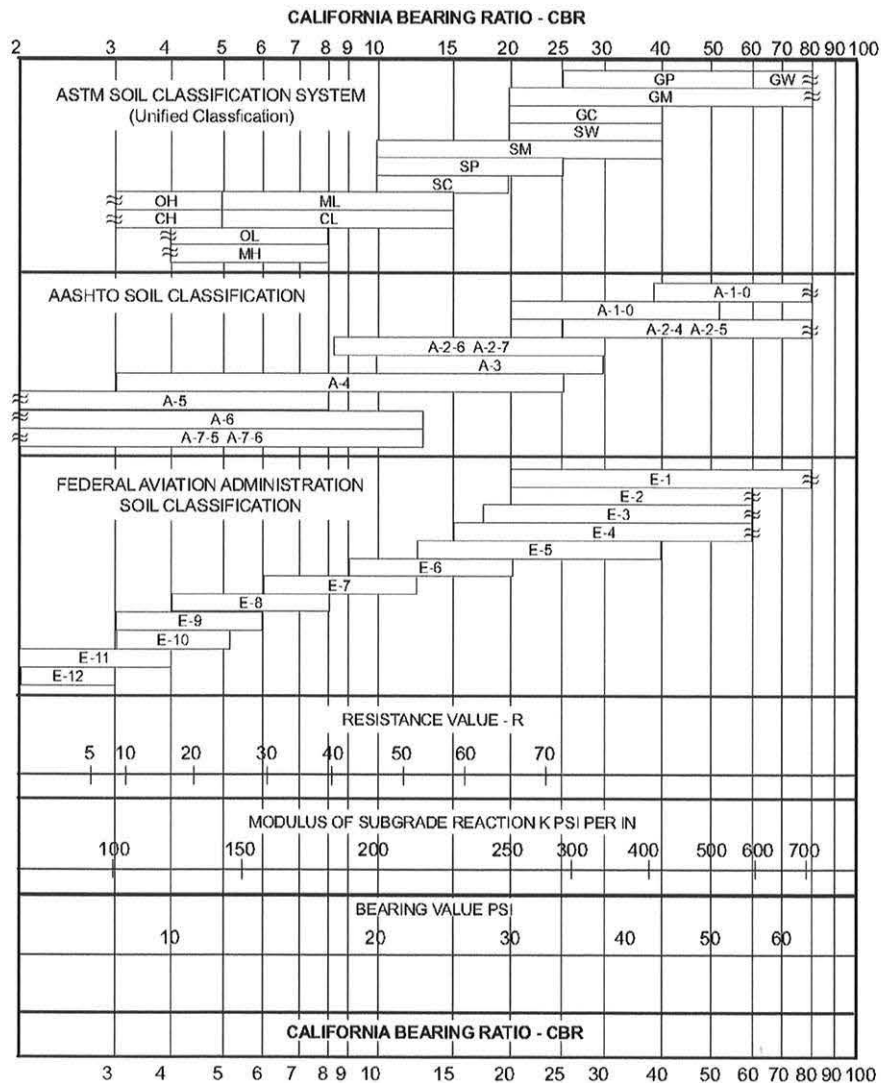 CALIFORNIA BEARING RATIO - CBR
2 3 4 5 6 7 8 9 10 15 20 25 30 40 50 60 70 80 90 100
GP GW
ASTM SOIL CLASSIFICATION SYSTEM
(Unified Classfication)
GM
GC
SW
SM
SP
SC
OH ML
CH CL
OL
MH
AASHTO SOIL CLASSIFICATION
A-1-0
A-1-0
A-2-4 A-2-5
A-2-6 A-2-7
A-3
A-4
A-5
A-6
A-7-5 A-7-6
FEDERAL AVIATION ADMINISTRATION
SOIL CLASSIFICATION
E-1
E-2
E-3
E-4
E-5
E-6
E-7
E-8
E-9
E-10
E-11
E-12
RESISTANCE VALUE - R
5 10 20 30 40 50 60 70
MODULUS OF SUBGRADE REACTION K PSI PER IN
100 150 200 250 300 400 500 600 700
BEARING VALUE PSI
10 20 30 40 50 60
CALIFORNIA BEARING RATIO - CBR
3 4 5 6 7 8 9 10 15 20 25 30 40 50 60 70 80 90 100